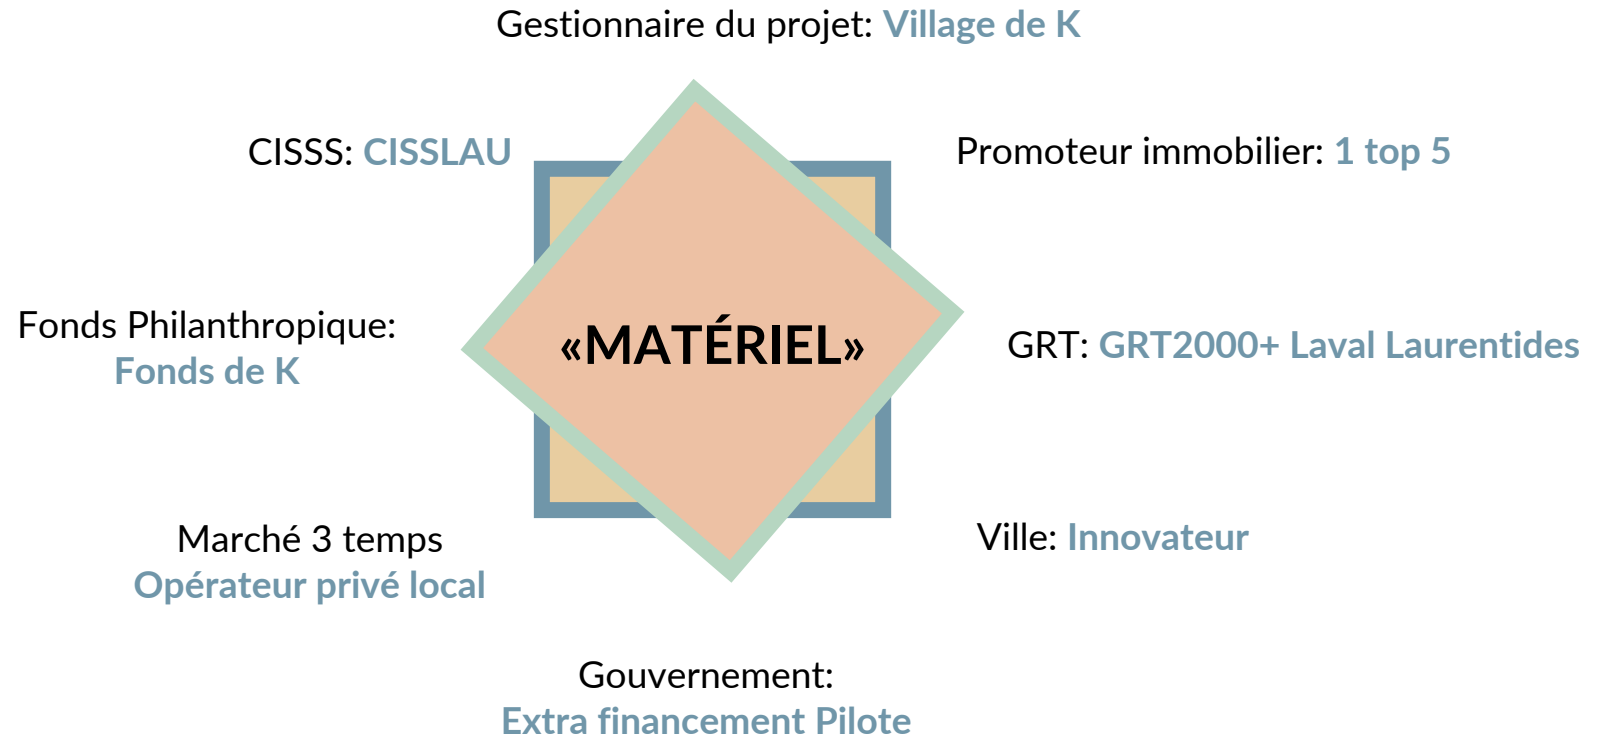 Gestionnaire du projet: Village de K
CISSS: CISSLAU
Promoteur immobilier: 1 top 5
Fonds Philanthropique:
Fonds de K
«MATÉRIEL»
GRT: GRT2000+ Laval Laurentides
Marché 3 temps
Opérateur privé local
Ville: Innovateur
Gouvernement:
Extra financement Pilote